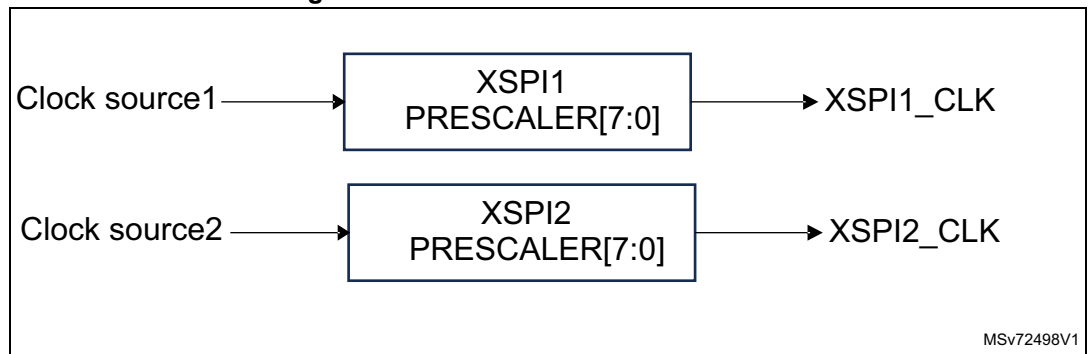 Clock source1
XSPI1
PRESCALER[7:0]
XSPI1_CLK
Clock source2
XSPI2
PRESCALER[7:0]
XSPI2_CLK
MSv72498V1